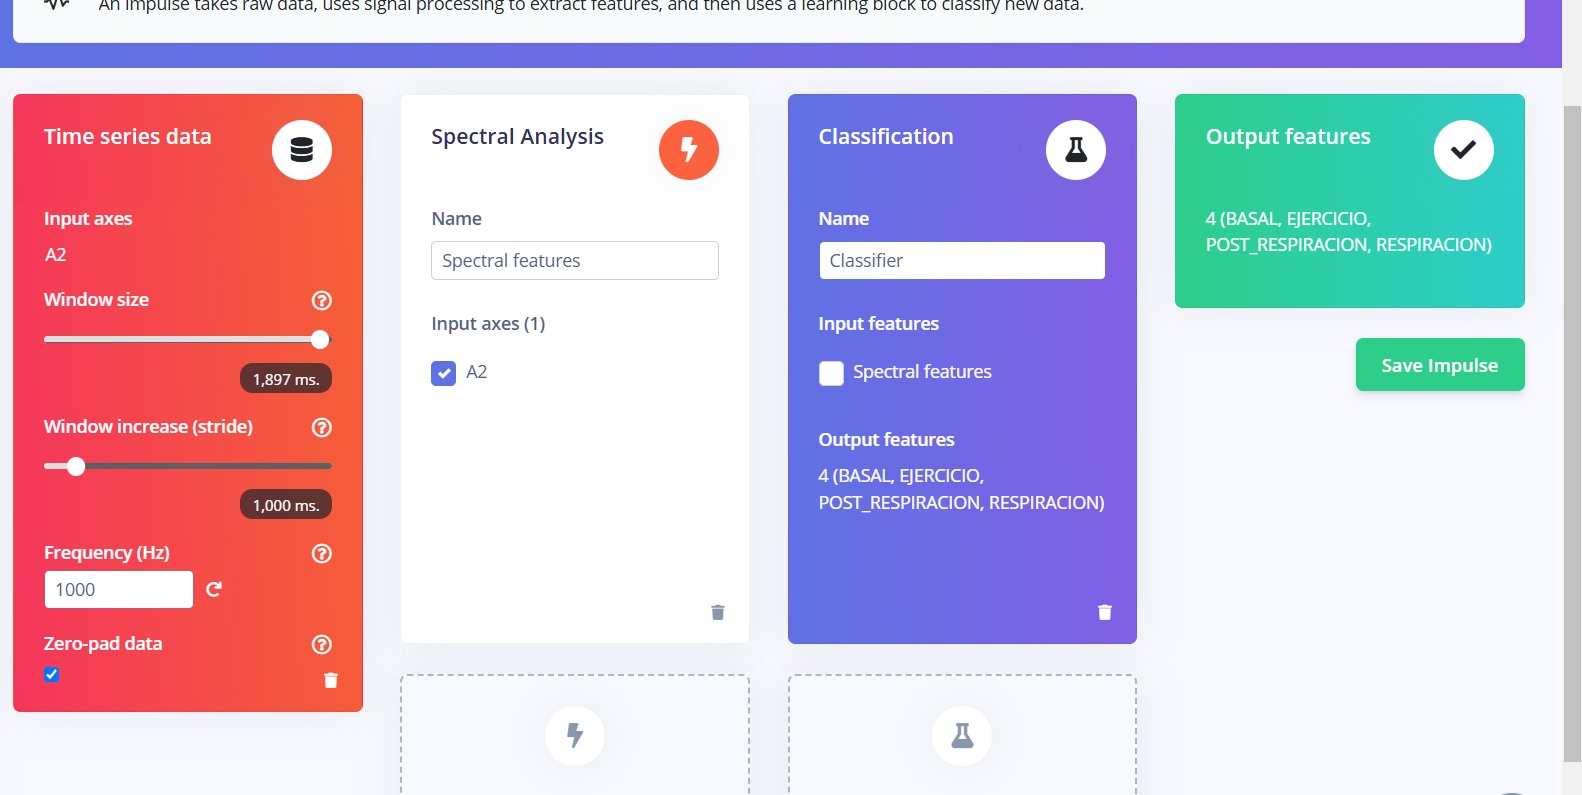 An impulse takes raw data, uses signal processing to extract features, and then uses a learning block to classify new data.
Time series data
Input axes
A2
Window size
1,897 ms.
Window increase (stride)
1,000 ms.
Frequency (Hz)
1000
Zero-pad data
Spectral Analysis
Name
Spectral features
Input axes (1)
A2
Classification
Name
Classifier
Input features
Spectral features
Output features
4 (BASAL, EJERCICIO,
POST_RESPIRACION, RESPIRACION)
Output features
4 (BASAL, EJERCICIO,
POST_RESPIRACION, RESPIRACION)
Save Impulse